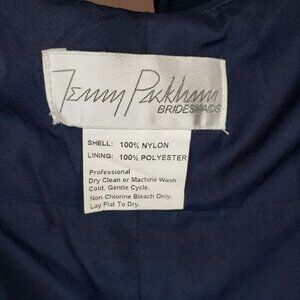 Jenny Packham
BRIDESMAIDS
SHELL: 100% NYLON
LINING: 100% POLYESTER
Professional
Dry Clean or Machine Wash
Cold, Gentle Cycle.
Non Chlorine Bleach Only.
Lay Flat To Dry.